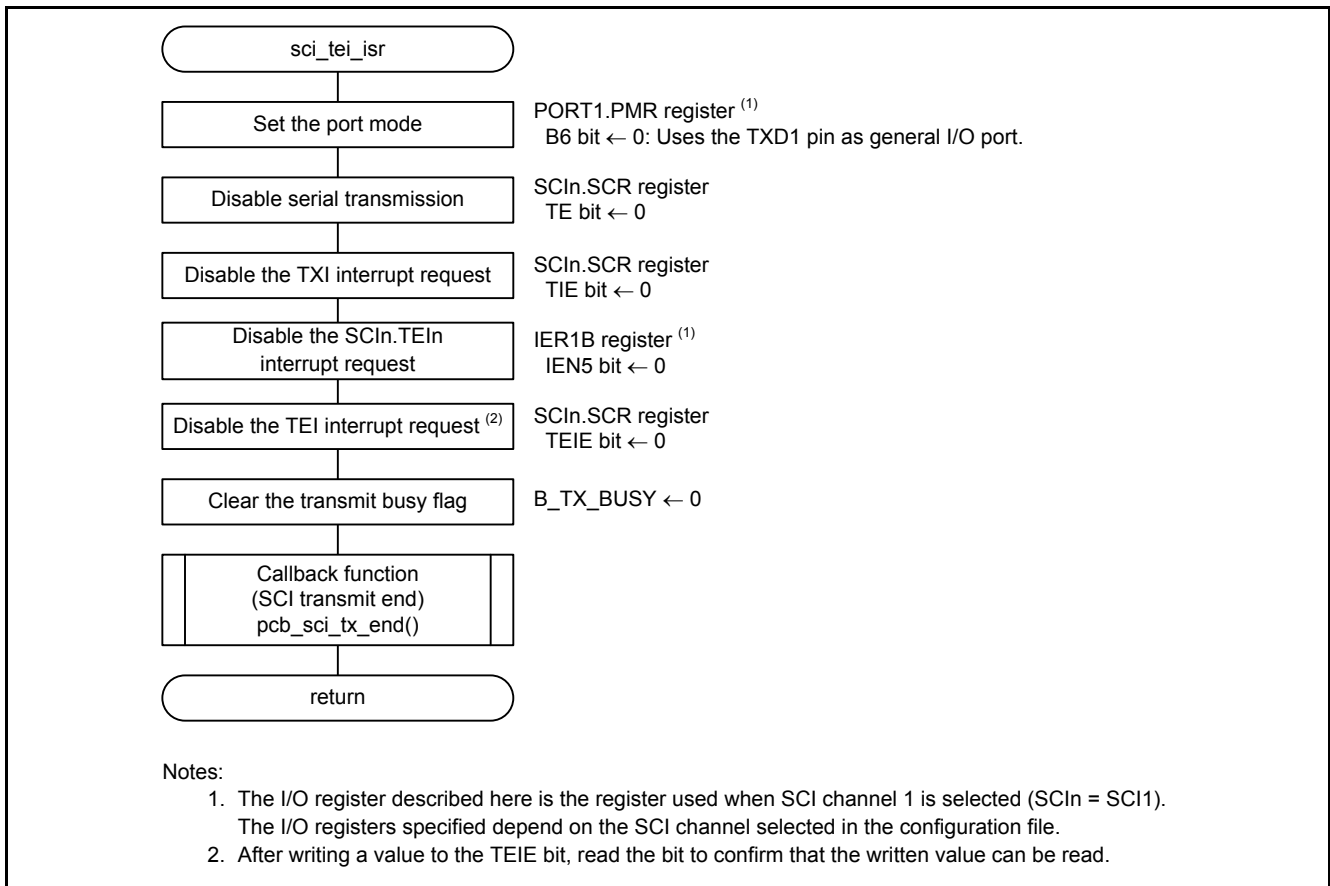 sci_tei_isr
Set the port mode
PORT1.PMR register (1)
B6 bit ← 0: Uses the TXD1 pin as general I/O port.
Disable serial transmission
SCIn.SCR register
TE bit ← 0
Disable the TXI interrupt request
SCIn.SCR register
TIE bit ← 0
Disable the SCIn.TEIn
interrupt request
IER1B register (1)
IEN5 bit ← 0
Disable the TEI interrupt request (2)
SCIn.SCR register
TEIE bit ← 0
Clear the transmit busy flag
B_TX_BUSY ← 0
Callback function
(SCI transmit end)
pcb_sci_tx_end()
return
Notes:
1. The I/O register described here is the register used when SCI channel 1 is selected (SCIn = SCI1).
The I/O registers specified depend on the SCI channel selected in the configuration file.
2. After writing a value to the TEIE bit, read the bit to confirm that the written value can be read.